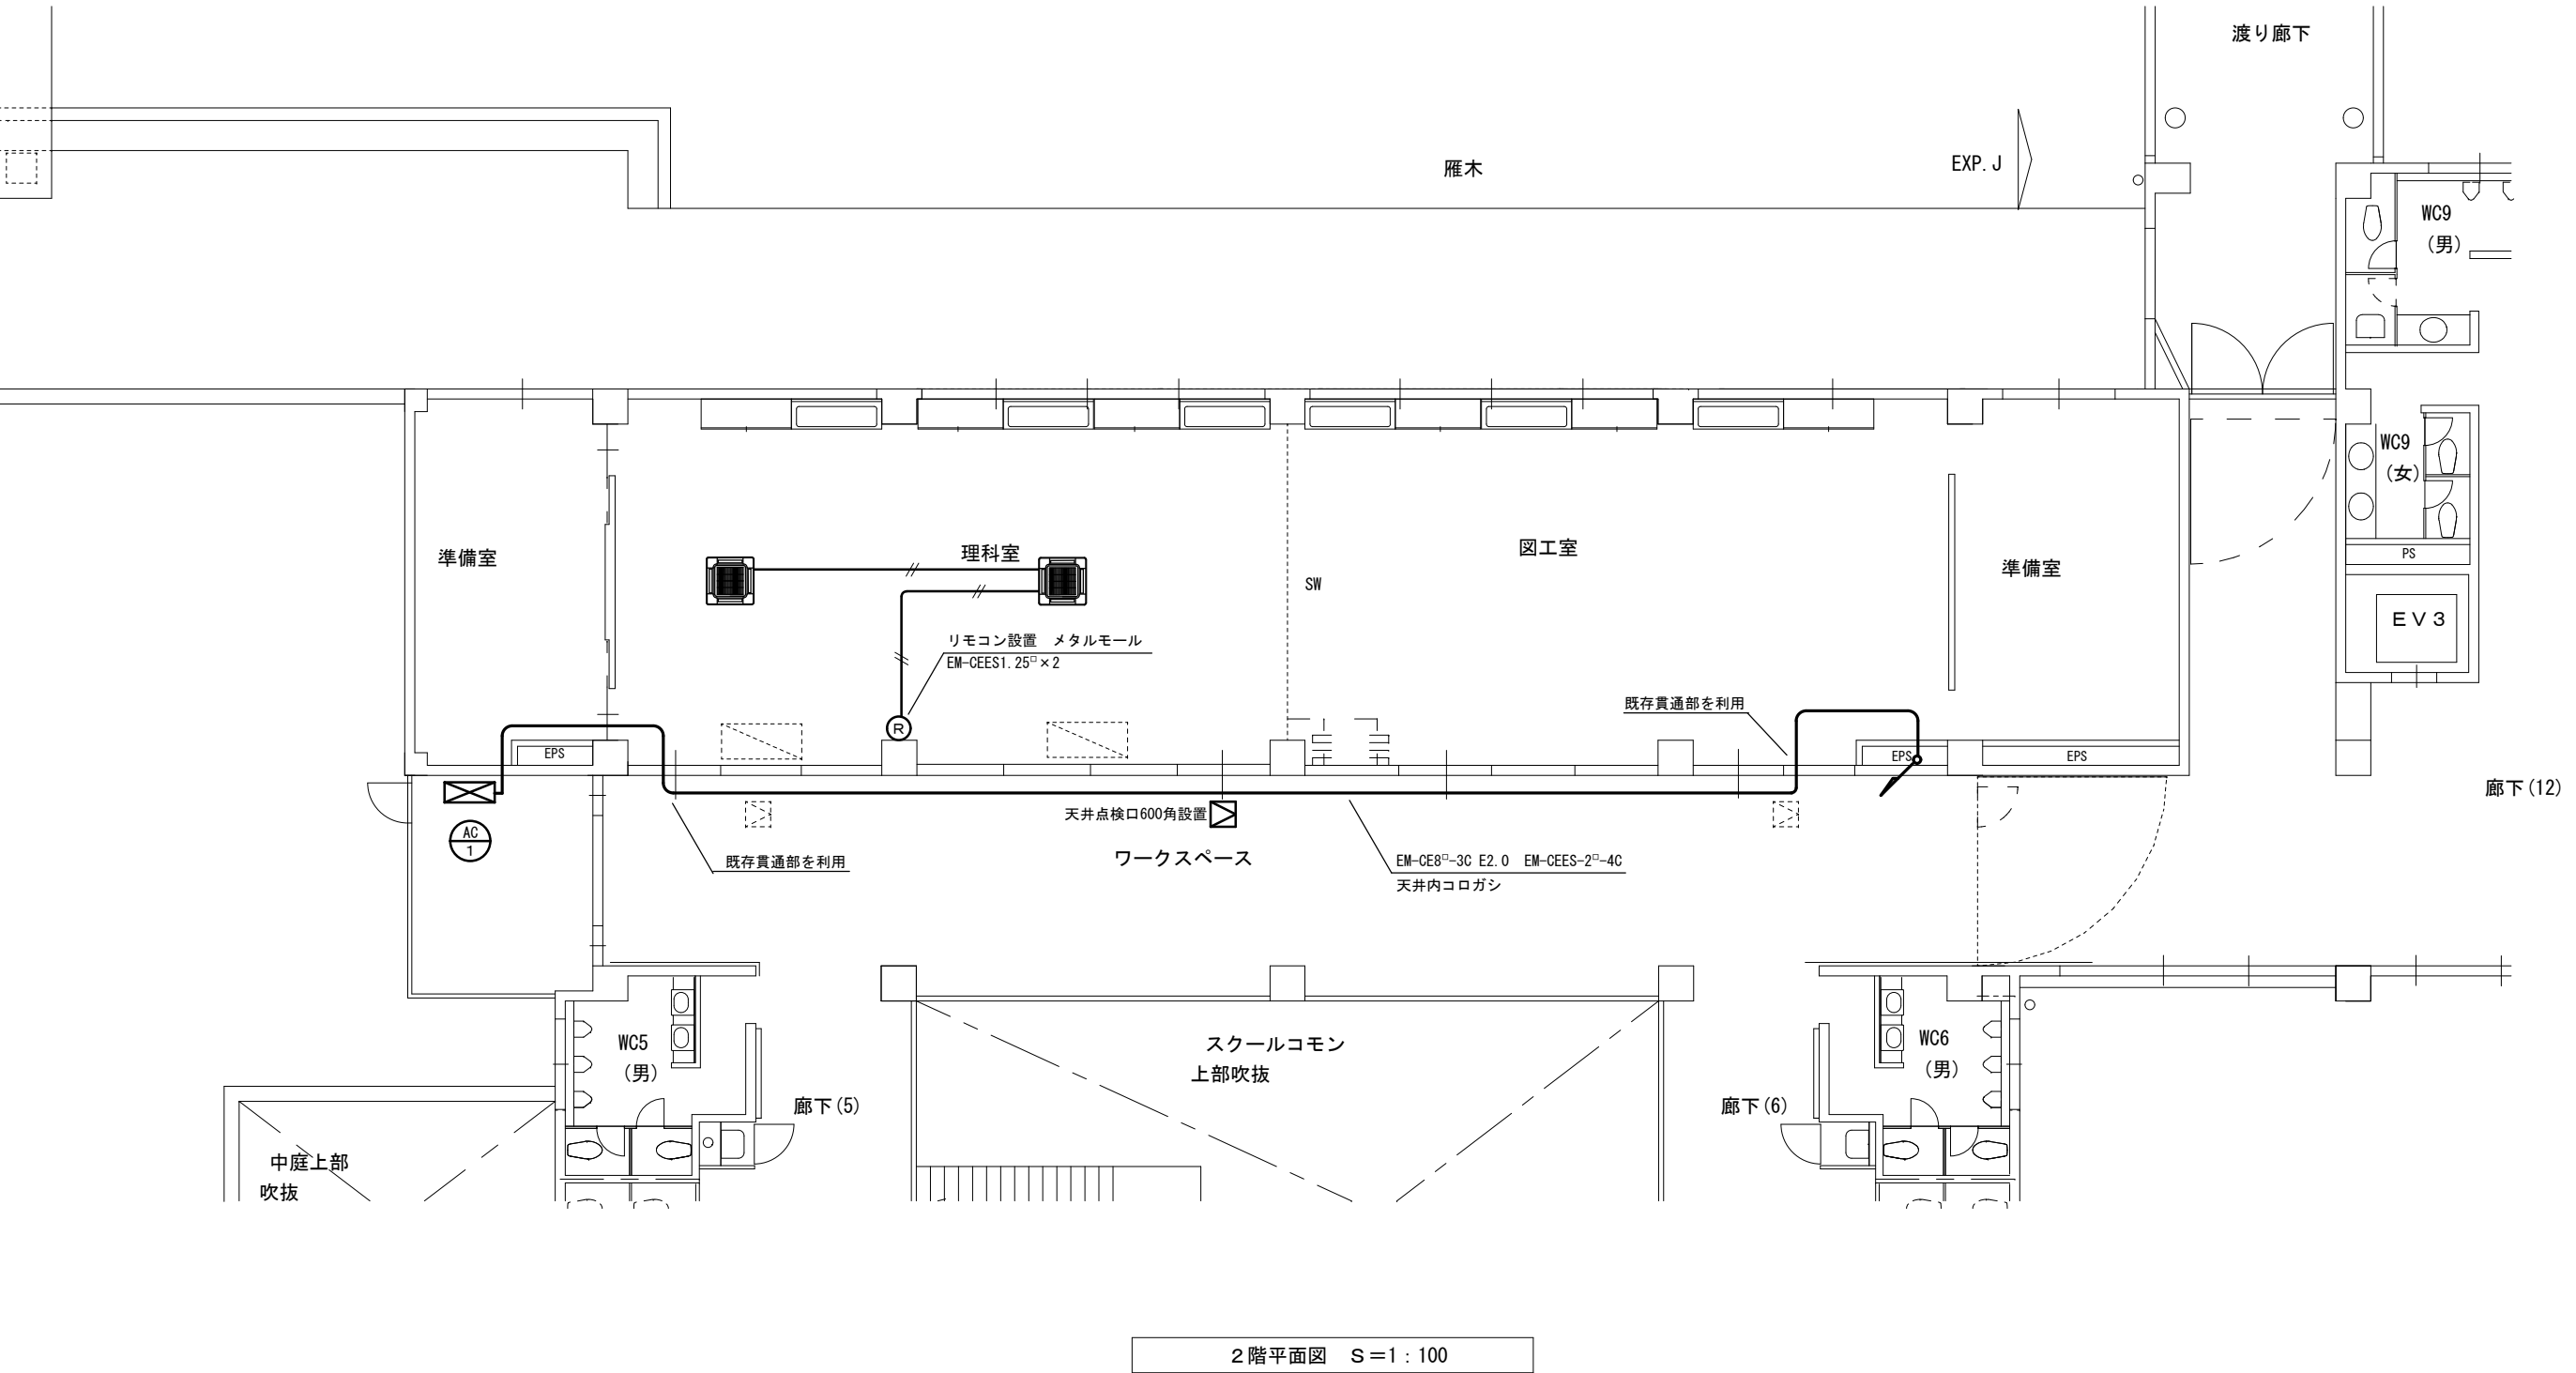 渡り廊下
雁木
EXP.J
WC9
(男)
WC9
(女)
PS
EV3
準備室
理科室
図工室
SW
準備室
リモコン設置 メタルモール
EM-CEES1.25□×2
既存貫通部を利用
R
EPS
EPS
EPS
廊下(12)
天井点検口600角設置
AC
1
既存貫通部を利用
ワークスペース
EM-CE8□-3C E2.0 EM-CEES-2□-4C
天井内コロガシ
WC5
(男)
スクールコモン
上部吹抜
WC6
(男)
廊下(5)
廊下(6)
中庭上部
吹抜
2階平面図 S=1:100